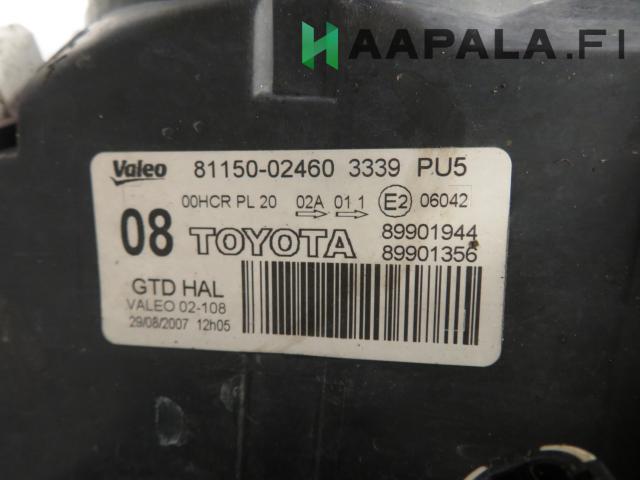 HAAPALA.FI
Valeo 81150-02460 3339 PU5
00HCR PL 20 02A 01 1 E2 06042
08 TOYOTA 89901944
89901356
GTD HAL
VALEO 02-108
29/08/2007 12h05